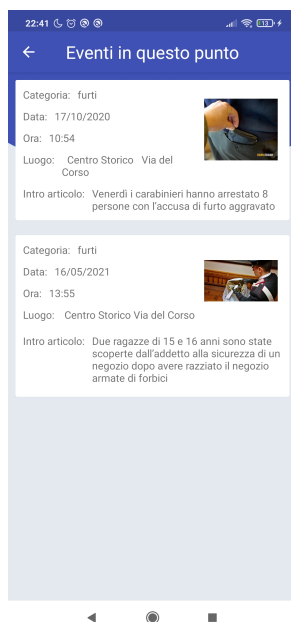 22:41
13
Eventi in questo punto
Categoria: furti
Data: 17/10/2020
Ora: 10:54
Luogo: Centro Storico Via del
Corso
Intro articolo: Venerdì i carabinieri hanno arrestato 8
persone con l'accusa di furto aggravato
Categoria: furti
Data: 16/05/2021
Ora: 13:55
Luogo: Centro Storico Via del Corso
Intro articolo: Due ragazze di 15 e 16 anni sono state
scoperte dall'addetto alla sicurezza di un
negozio dopo avere razziato il negozio
armate di forbici